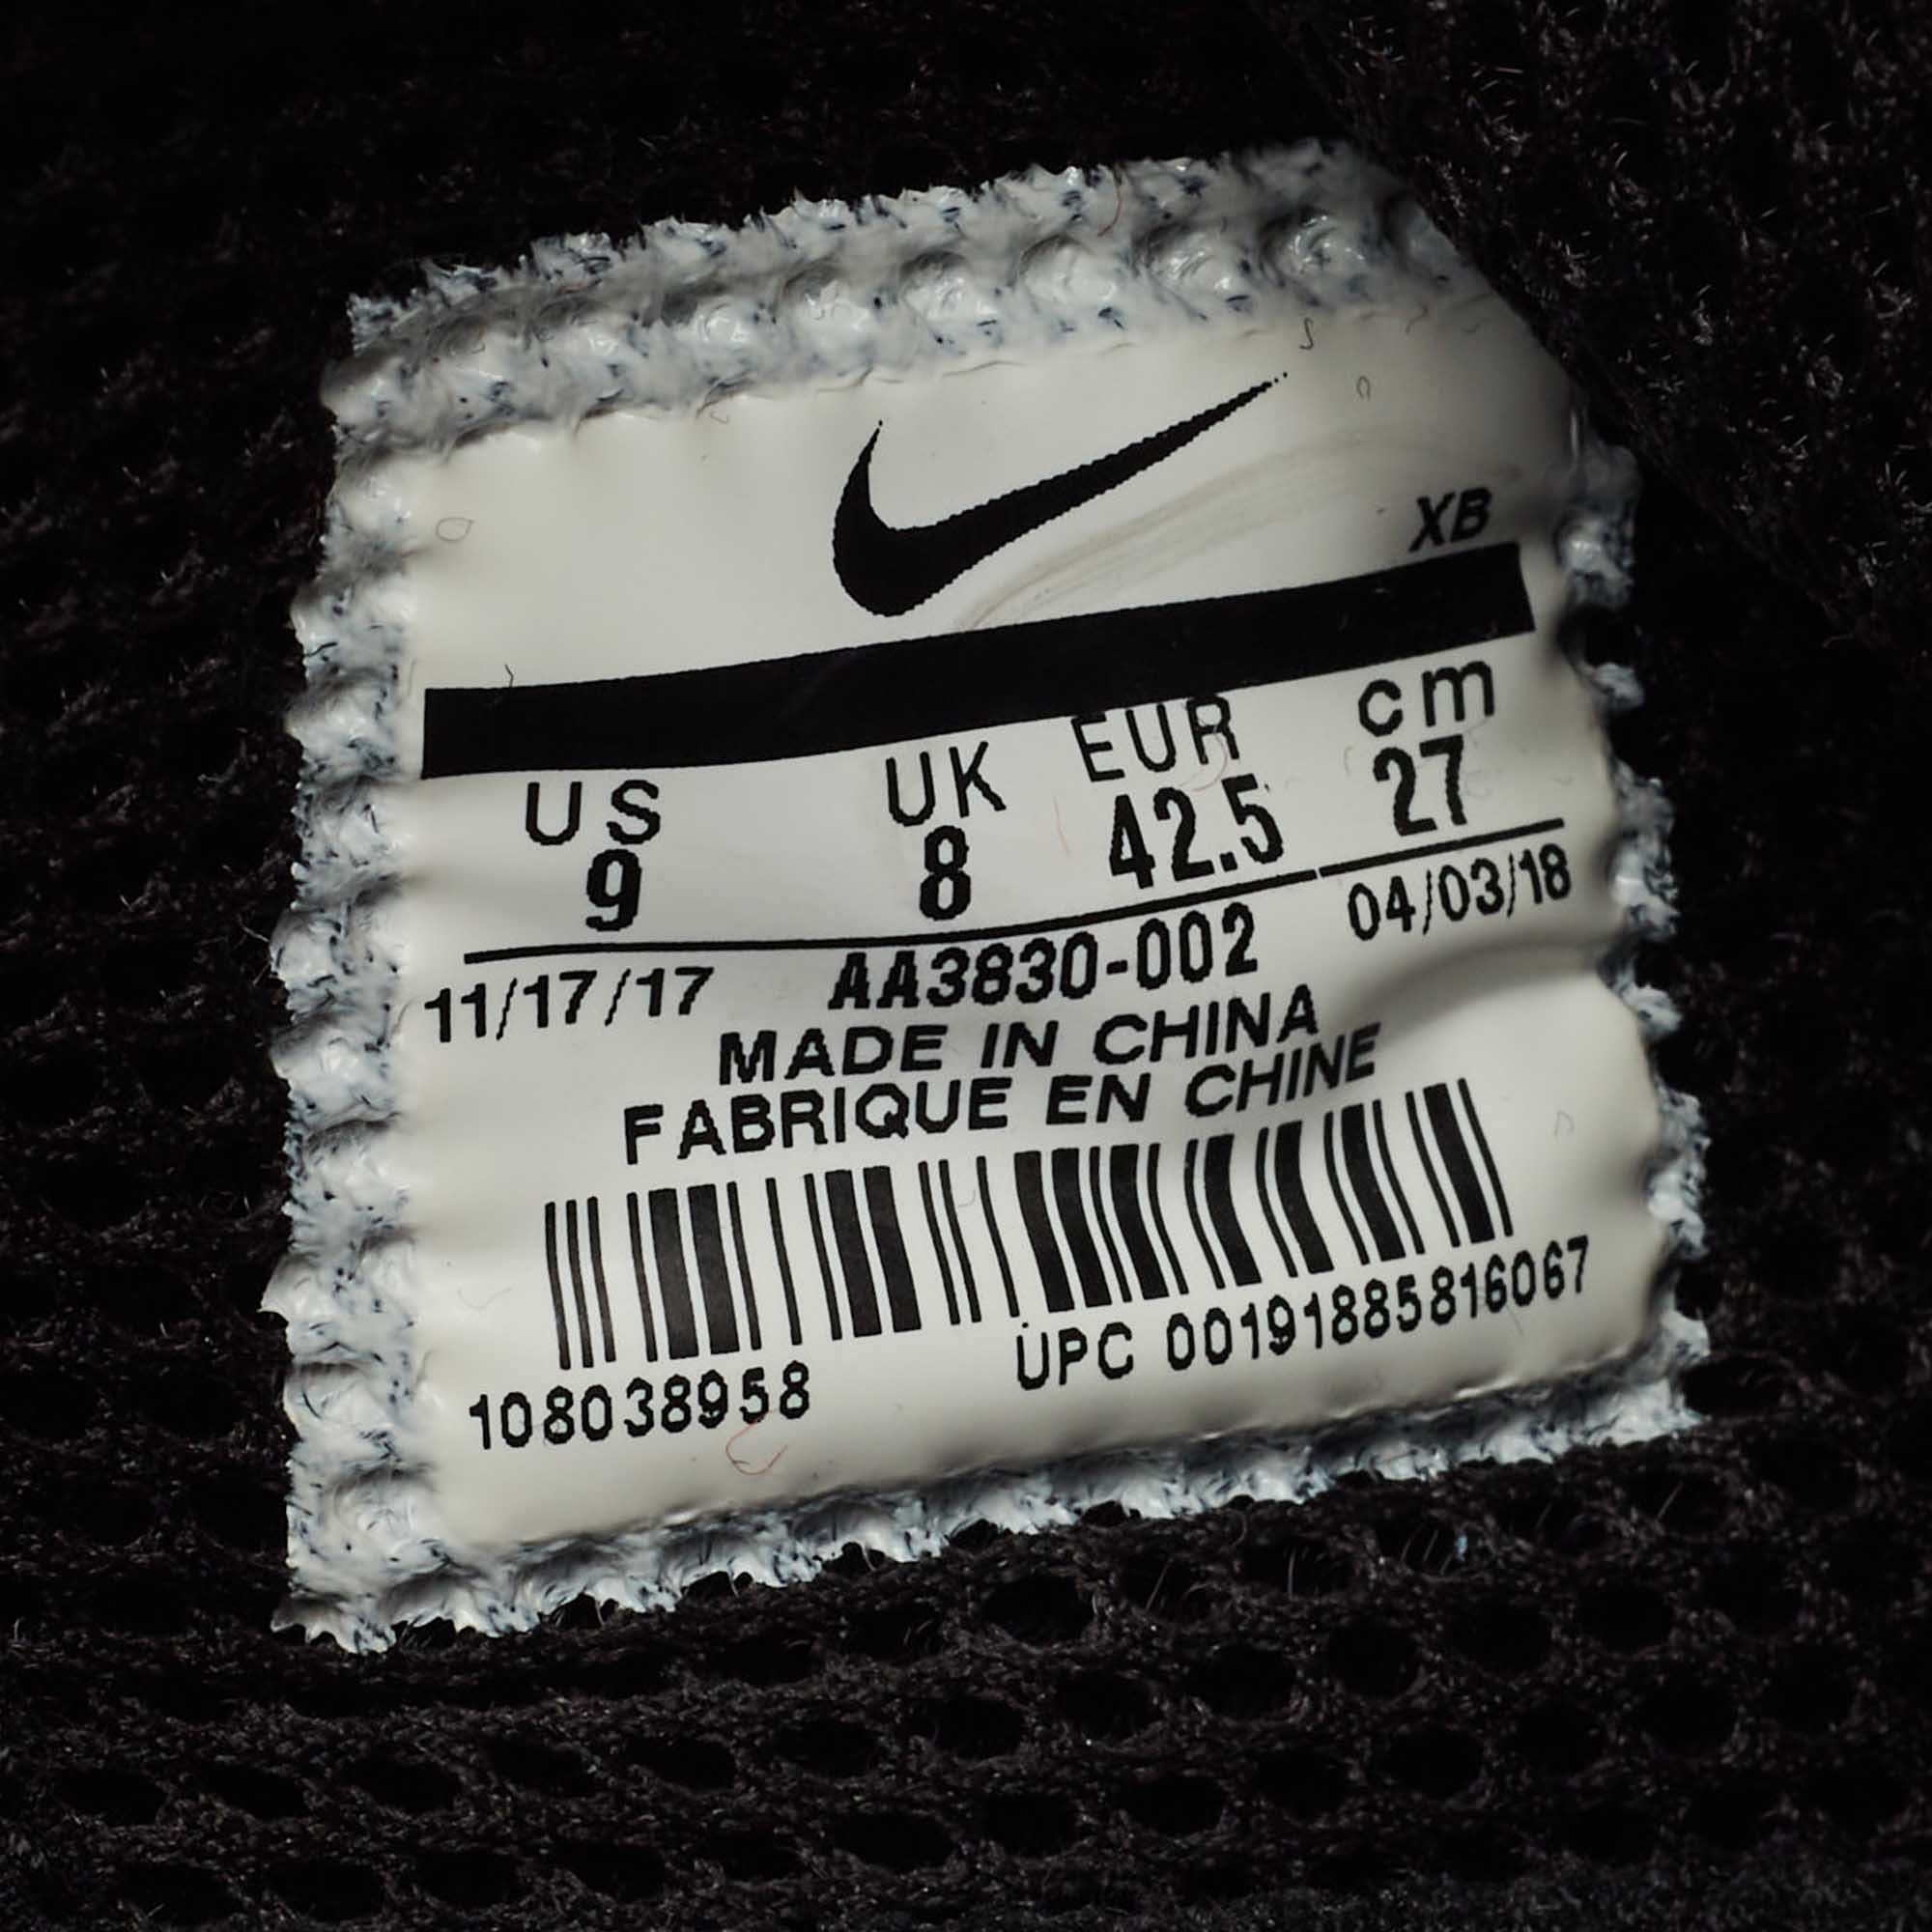 XB
US UK EUR cm
9 8 42.5 27
11/17/17 AA3830-002 04/03/18
MADE IN CHINA
FABRIQUE EN CHINE
108038958 UPC 00191885816067